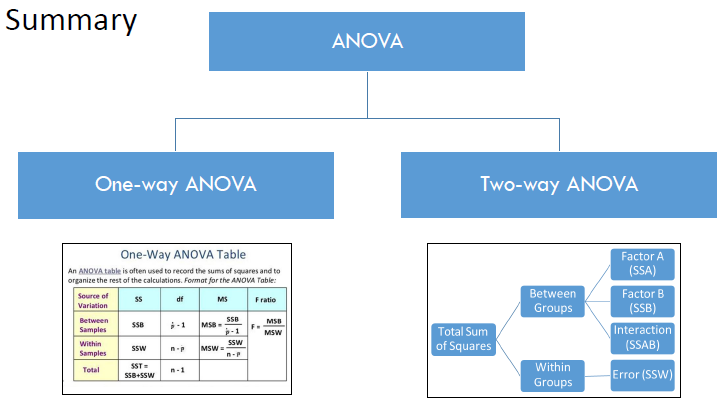 Summary
ANOVA
One-way ANOVA
Two-way ANOVA
One-Way ANOVA Table
An ANOVA table is often used to record the sums of squares and to
organize the rest of the calculations. Format for the ANOVA Table:
Source of
Variation
SS
df
MS
F ratio
Between
Samples
SSB
p - 1
MSB = SSB
p - 1
F = MSB
MSW
Within
Samples
SSW
n - p
MSW = SSW
n - p
Total
SST =
SSB+SSW
n - 1
Total Sum
of Squares
Between
Groups
Within
Groups
Factor A
(SSA)
Factor B
(SSB)
Interaction
(SSAB)
Error (SSW)